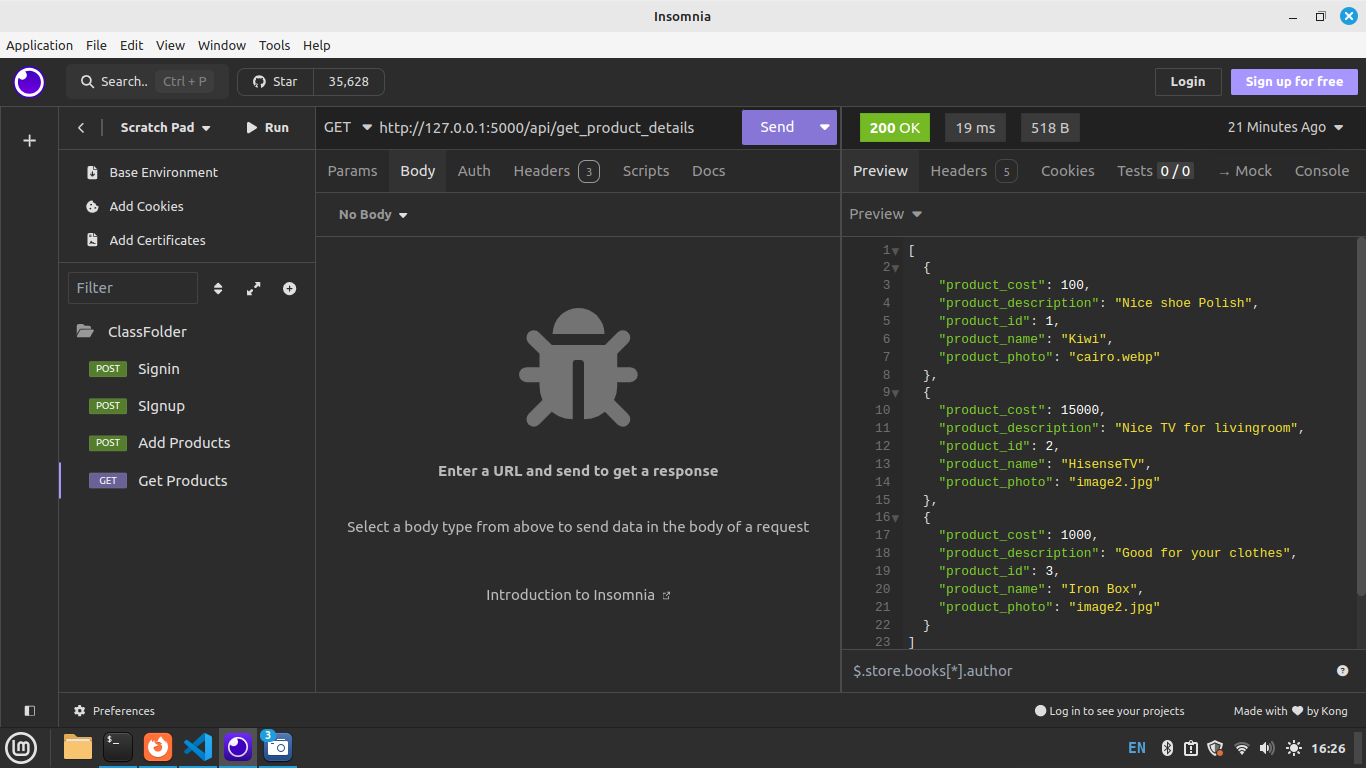 Insomnia
Application File Edit View Window Tools Help
Search.. Ctrl + P Star 35,628 Login Sign up for free
Scratch Pad Run
Base Environment
Add Cookies
Add Certificates
Filter
ClassFolder
POST Signin
POST SIgnup
POST Add Products
GET Get Products
GET http://127.0.0.1:5000/api/get_product_details Send
Params Body Auth Headers 3 Scripts Docs
No Body
Enter a URL and send to get a response
Select a body type from above to send data in the body of a request
Introduction to Insomnia
200 OK 19 ms 518 B 21 Minutes Ago
Preview Headers 5 Cookies Tests 0 / 0 → Mock Console
Preview
1 [
2 {
3 "product_cost": 100,
4 "product_description": "Nice shoe Polish",
5 "product_id": 1,
6 "product_name": "Kiwi",
7 "product_photo": "cairo.webp"
8 },
9 {
10 "product_cost": 15000,
11 "product_description": "Nice TV for livingroom",
12 "product_id": 2,
13 "product_name": "HisenseTV",
14 "product_photo": "image2.jpg"
15 },
16 {
17 "product_cost": 1000,
18 "product_description": "Good for your clothes",
19 "product_id": 3,
20 "product_name": "Iron Box",
21 "product_photo": "image2.jpg"
22 }
23 ]
$.store.books[*].author
Preferences Log in to see your projects Made with ❤ by Kong
3 EN 16:26